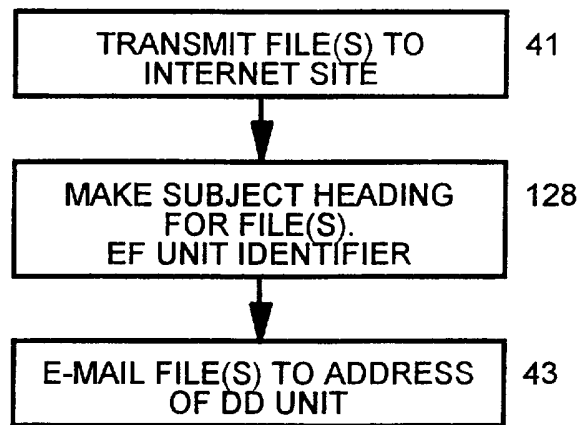 TRANSMIT FILE(S) TO
INTERNET SITE
41
MAKE SUBJECT HEADING
FOR FILE(S).
EF UNIT IDENTIFIER
128
E-MAIL FILE(S) TO ADDRESS
OF DD UNIT
43